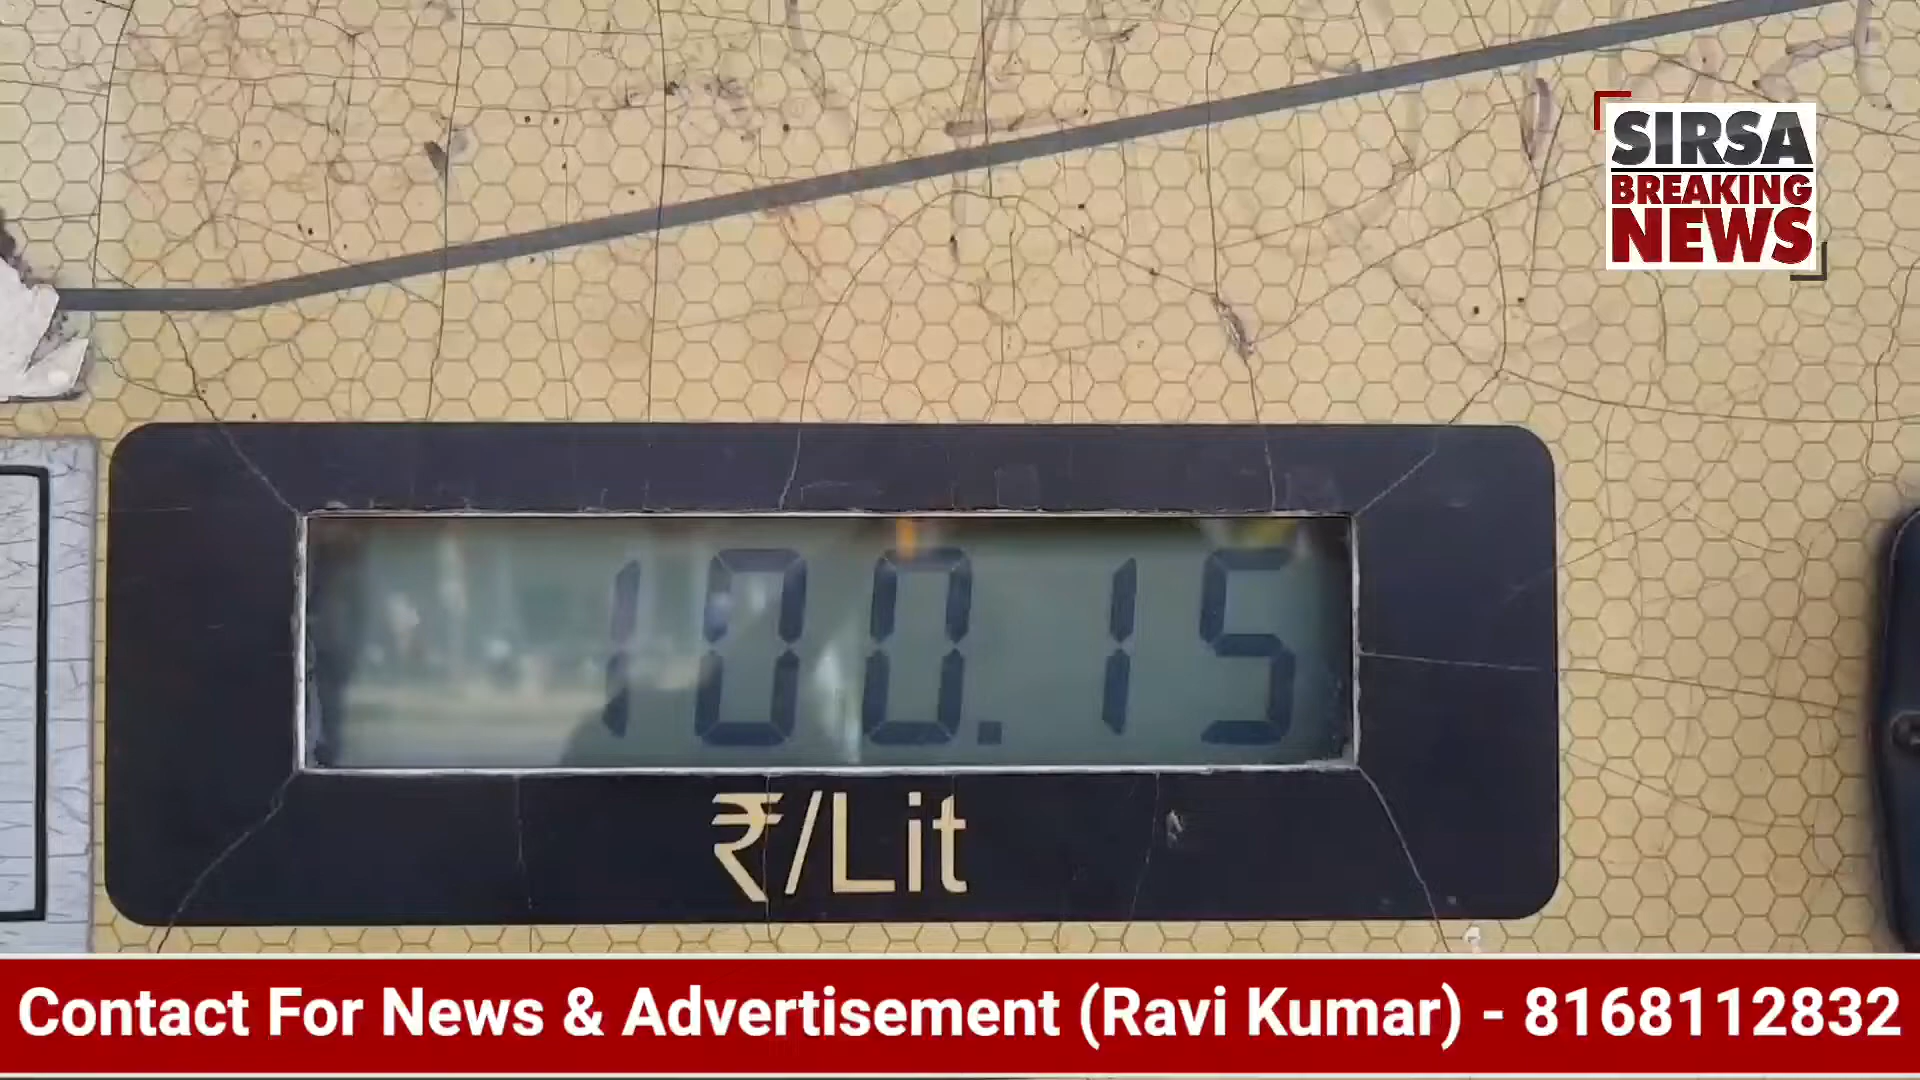 SIRSA
BREAKING
NEWS
100.15
₹/Lit
Contact For News & Advertisement (Ravi Kumar) - 8168112832